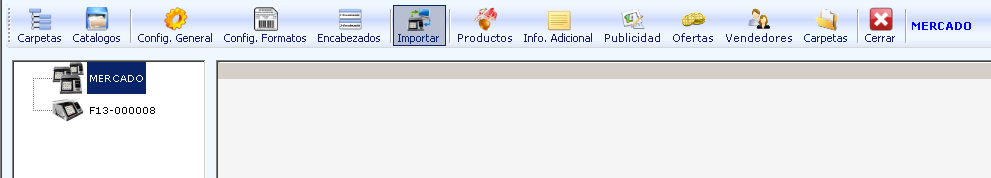 Carpetas Catalogos Config. General Config. Formatos Encabezados Importar Productos Info. Adicional Publicidad Ofertas Vendedores Carpetas Cerrar MERCADO
MERCADO
F13-000008